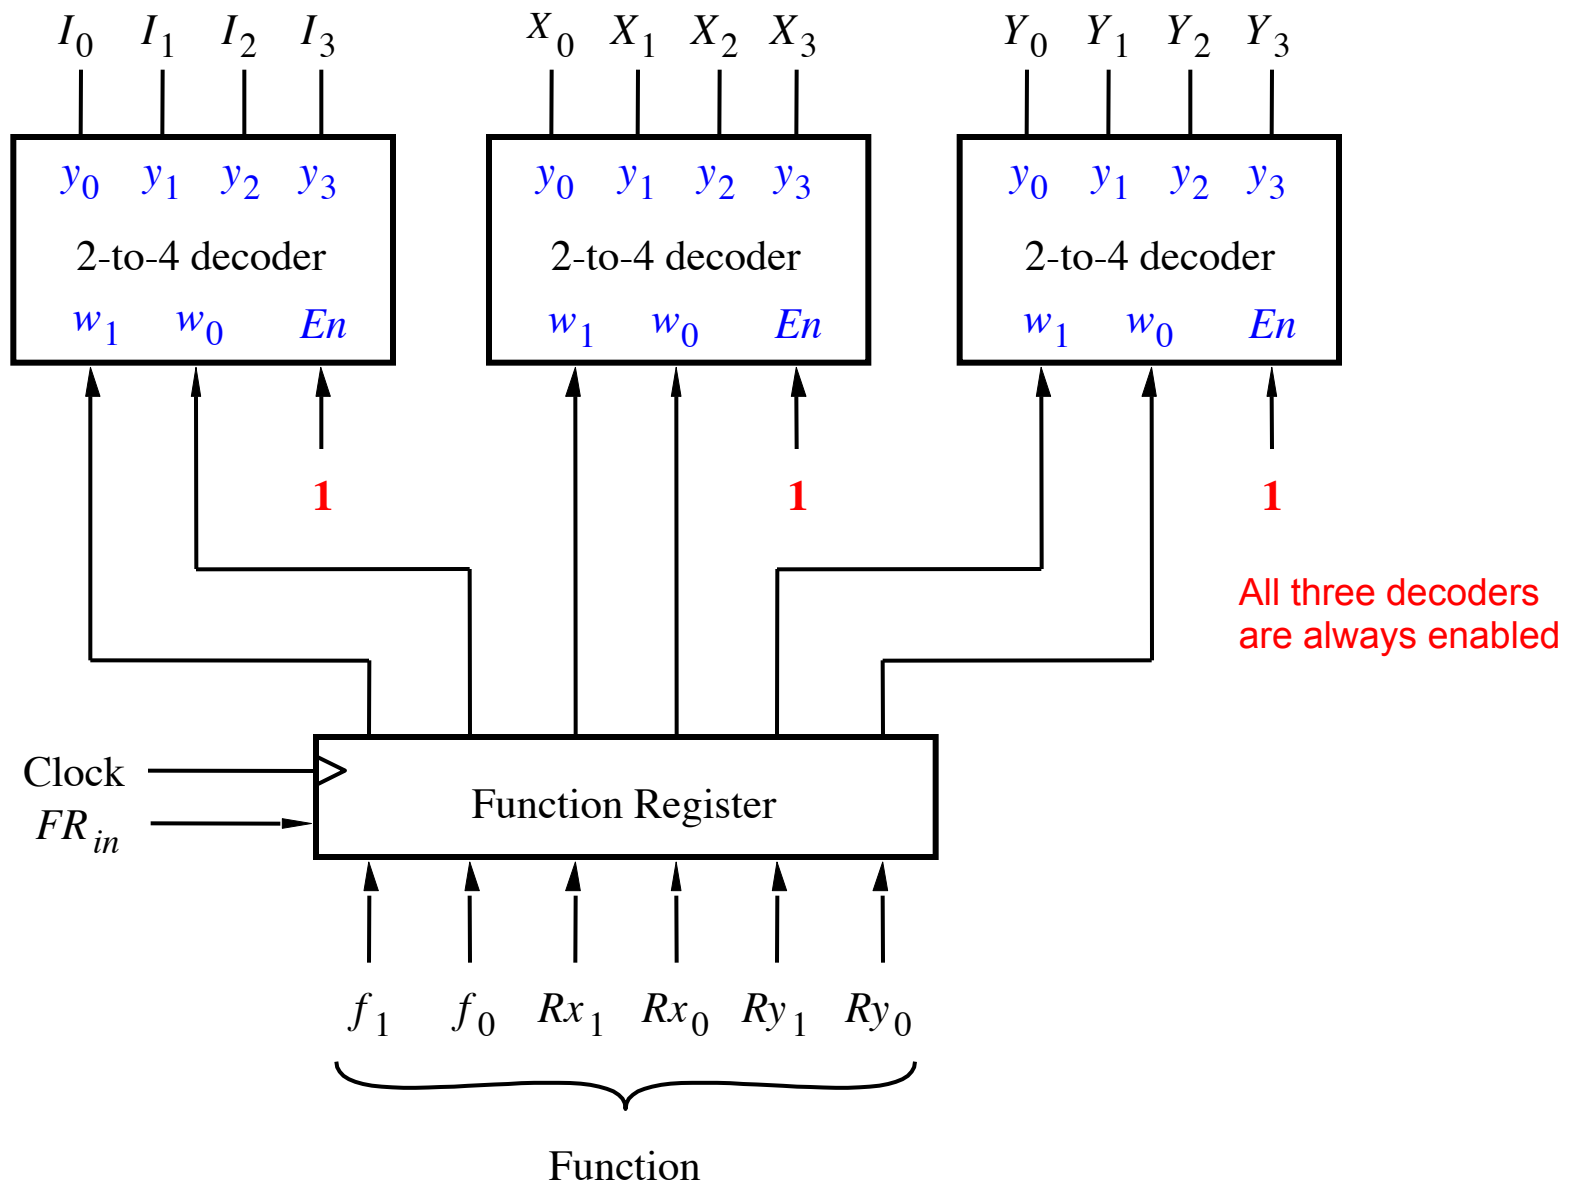 I0 I1 I2 I3 X0 X1 X2 X3 Y0 Y1 Y2 Y3
y0 y1 y2 y3 y0 y1 y2 y3 y0 y1 y2 y3
2-to-4 decoder 2-to-4 decoder 2-to-4 decoder
w1 w0 En w1 w0 En w1 w0 En
1 1 1
All three decoders
are always enabled
Clock
Function Register
FRin
f1 f0 Rx1 Rx0 Ry1 Ry0
Function